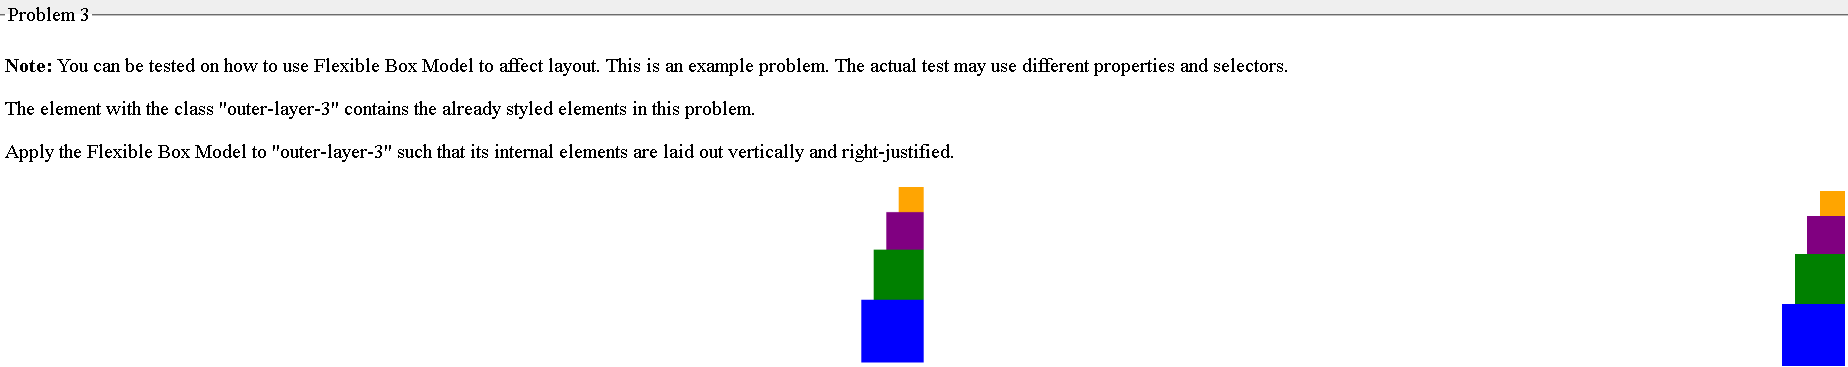 Problem 3
Note: You can be tested on how to use Flexible Box Model to affect layout. This is an example problem. The actual test may use different properties and selectors.
The element with the class "outer-layer-3" contains the already styled elements in this problem.
Apply the Flexible Box Model to "outer-layer-3" such that its internal elements are laid out vertically and right-justified.